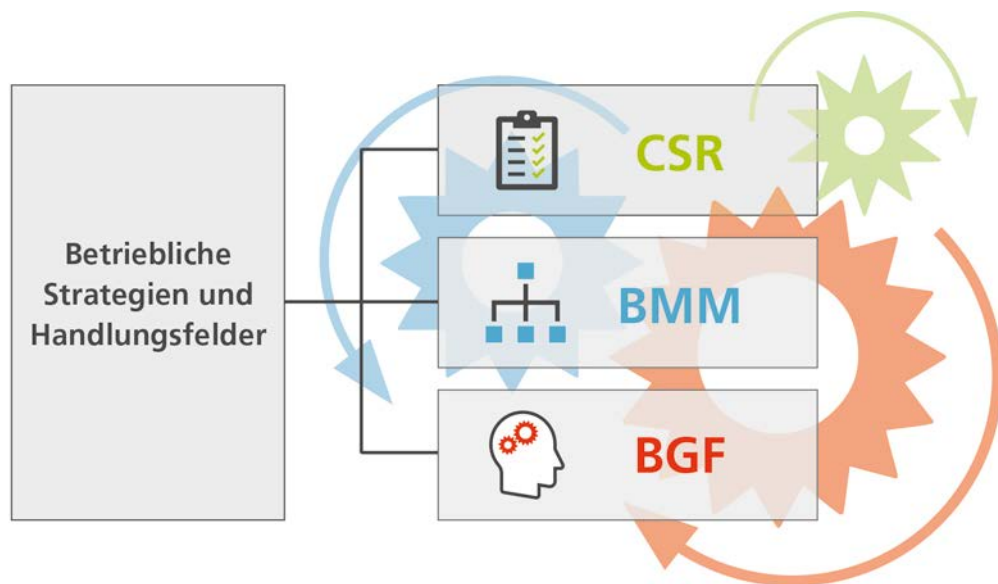 Betriebliche
Strategien und
Handlungsfelder
CSR
BMM
BGF